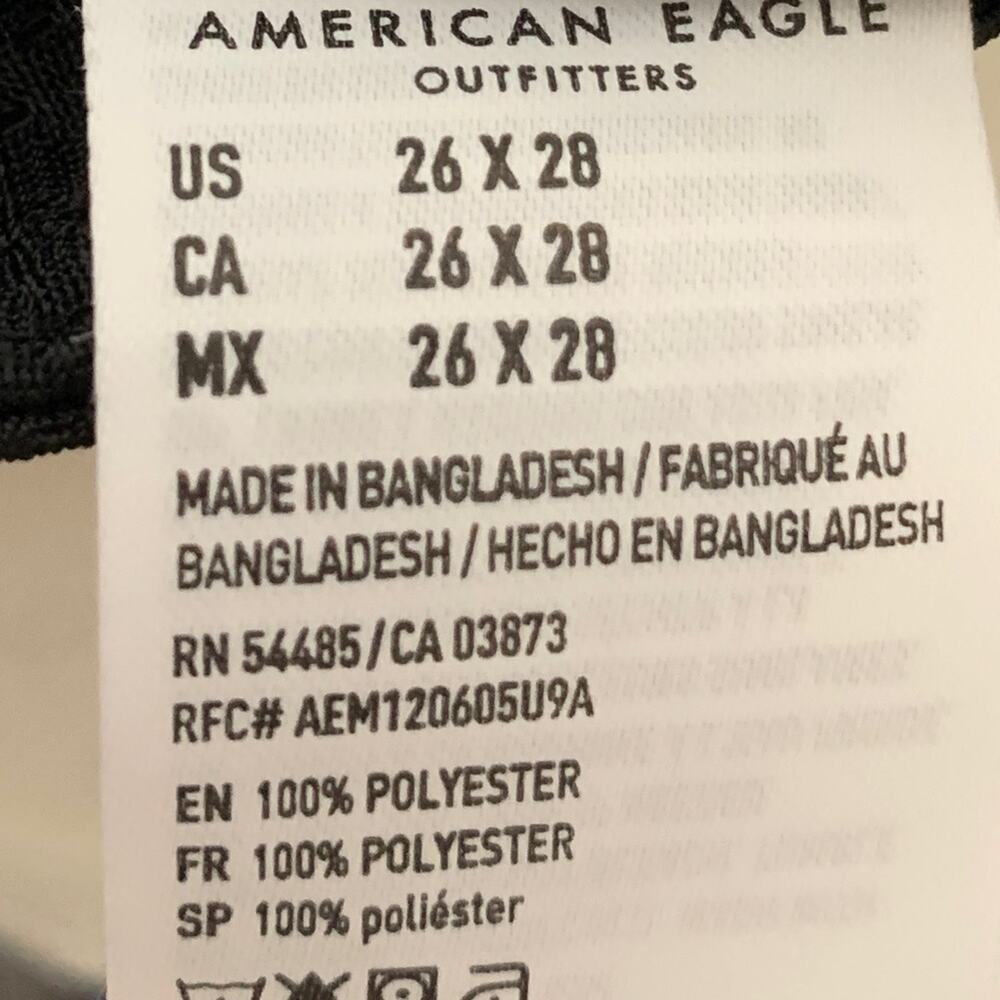 AMERICAN EAGLE
OUTFITTERS
US 26 X 28
CA 26 X 28
MX 26 X 28
MADE IN BANGLADESH / FABRIQUÉ AU
BANGLADESH / HECHO EN BANGLADESH
RN 54485 / CA 03873
RFC# AEM120605U9A
EN 100% POLYESTER
FR 100% POLYESTER
SP 100% poliéster